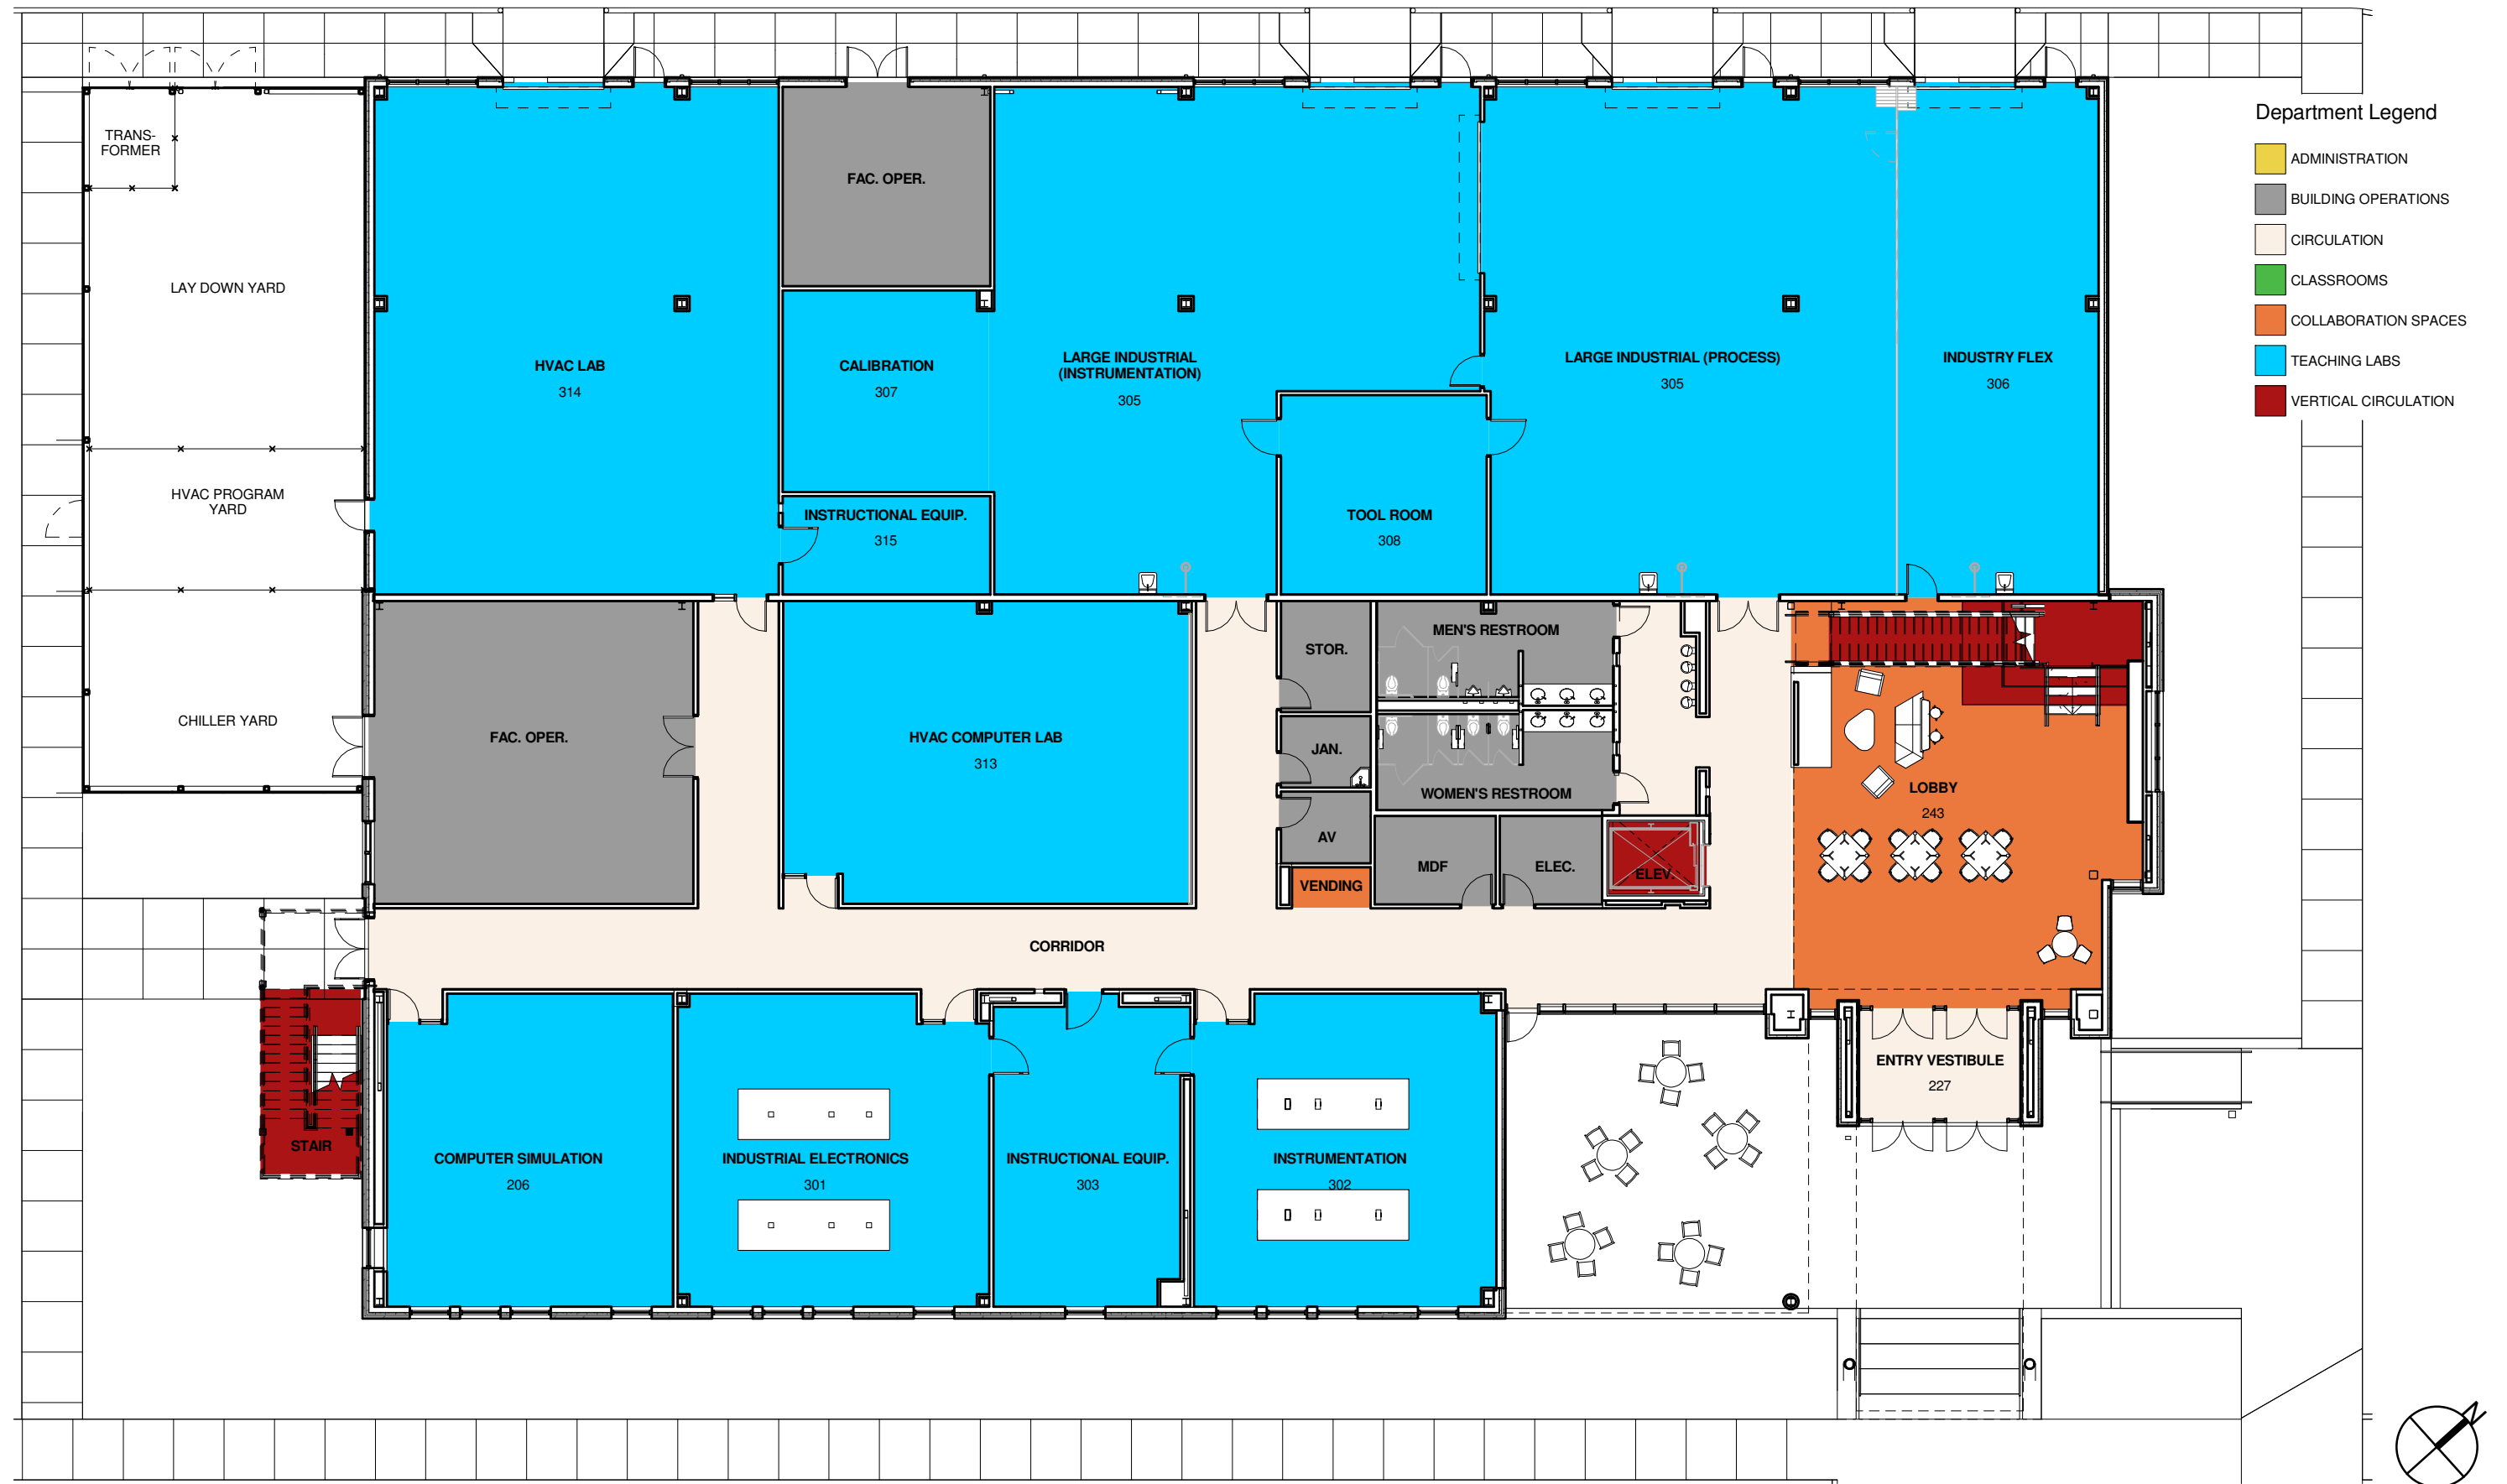 Department Legend
ADMINISTRATION
BUILDING OPERATIONS
CIRCULATION
CLASSROOMS
COLLABORATION SPACES
TEACHING LABS
VERTICAL CIRCULATION
TRANS-
FORMER
LAY DOWN YARD
HVAC PROGRAM
YARD
CHILLER YARD
HVAC LAB
314
FAC. OPER.
CALIBRATION
307
INSTRUCTIONAL EQUIP.
315
LARGE INDUSTRIAL
(INSTRUMENTATION)
305
TOOL ROOM
308
LARGE INDUSTRIAL (PROCESS)
305
INDUSTRY FLEX
306
FAC. OPER.
HVAC COMPUTER LAB
313
STOR.
JAN.
AV
VENDING
MEN'S RESTROOM
WOMEN'S RESTROOM
MDF
ELEC.
ELEV.
LOBBY
243
CORRIDOR
STAIR
COMPUTER SIMULATION
206
INDUSTRIAL ELECTRONICS
301
INSTRUCTIONAL EQUIP.
303
INSTRUMENTATION
302
ENTRY VESTIBULE
227
N